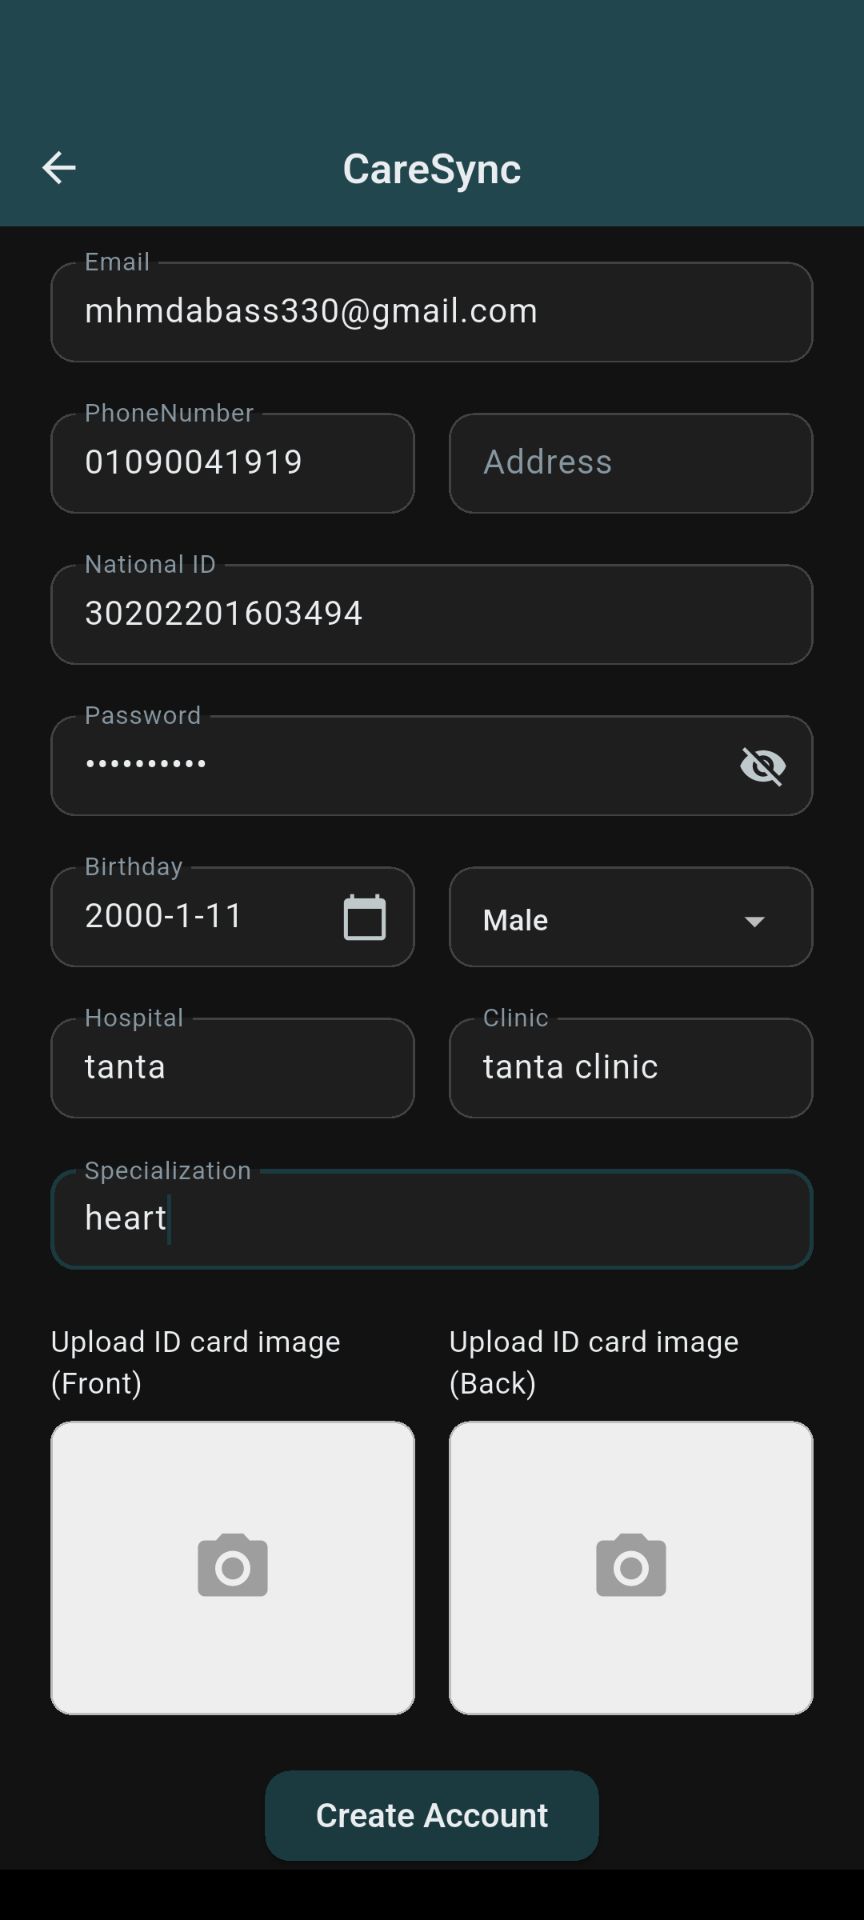 CareSync
Email
mhmdabass330@gmail.com
PhoneNumber
01090041919
Address
National ID
30202201603494
Password
••••••••••
Birthday
2000-1-11
Male
Hospital
tanta
Clinic
tanta clinic
Specialization
heart
Upload ID card image
(Front)
Upload ID card image
(Back)
Create Account